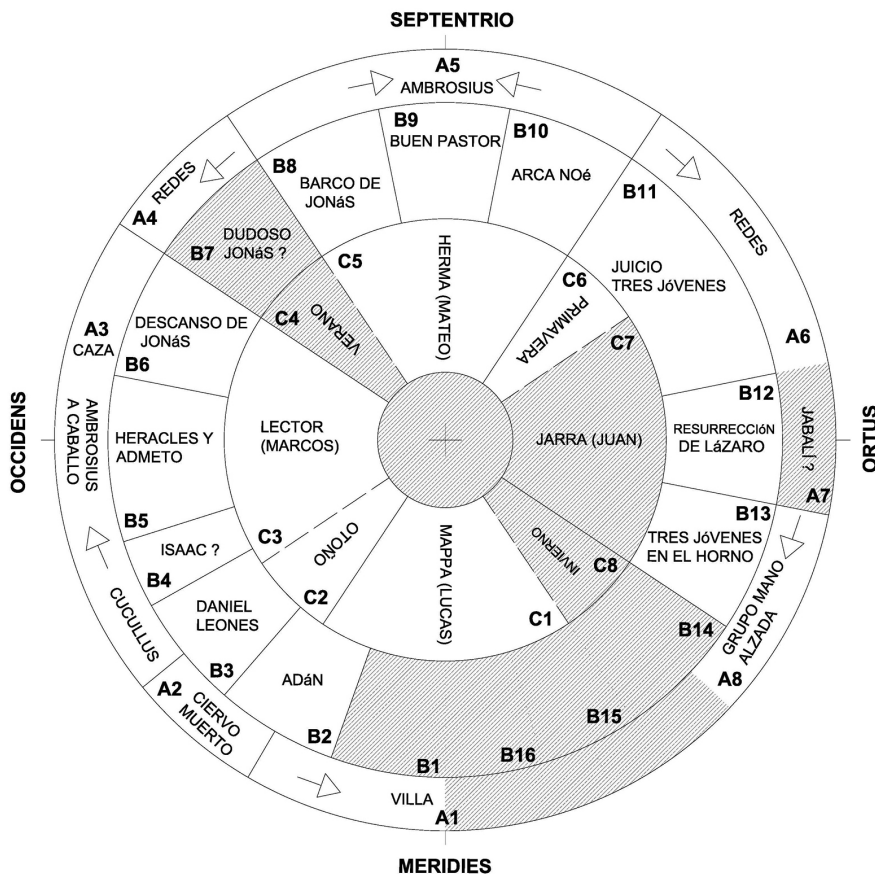 SEPTENTRIO
A5
AMBROSIUS
B9
BUEN PASTOR
B10
ARCA NOé
B8
BARCO DE
JONáS
REDES
A4
B11
REDES
B7
DUDOSO
JONáS ?
JUICIO
TRES JóVENES
C5
HERMA (MATEO)
C6
PRIMAVERA
C4
VERANO
C7
A3
CAZA
DESCANSO DE
JONáS
B6
A6
OCCIDENS
AMBROSIUS
A CABALLO
HERACLES Y
ADMETO
B5
LECTOR
(MARCOS)
JARRA (JUAN)
B12
RESURRECCIóN
DE LáZARO
JABALÍ ?
A7
ORTUS
B13
TRES JóVENES
EN EL HORNO
C3
OTOÑO
C2
MAPPA (LUCAS)
C1
INVIERNO
C8
ISAAC ?
B4
CUCULLUS
DANIEL
LEONES
B3
A2
CIERVO
MUERTO
ADáN
B2
B14
GRUPO MANO
ALZADA
A8
B15
B16
B1
VILLA
A1
MERIDIES